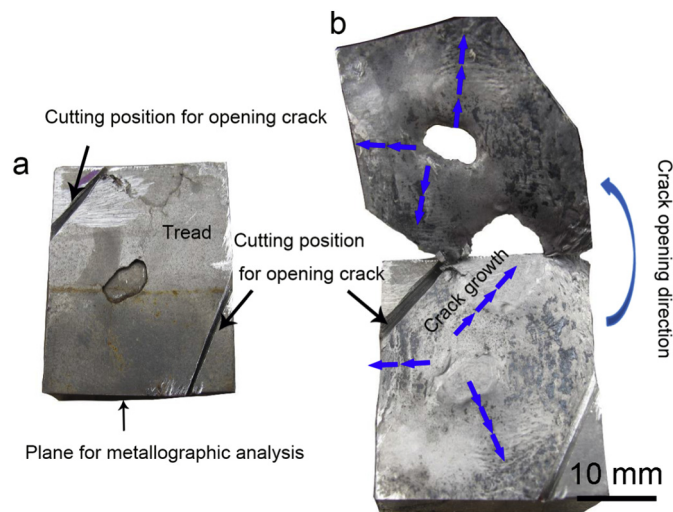 b
Cutting position for opening crack
a
Tread
Cutting position
for opening crack
Crack growth
Crack opening direction
Plane for metallographic analysis
10 mm